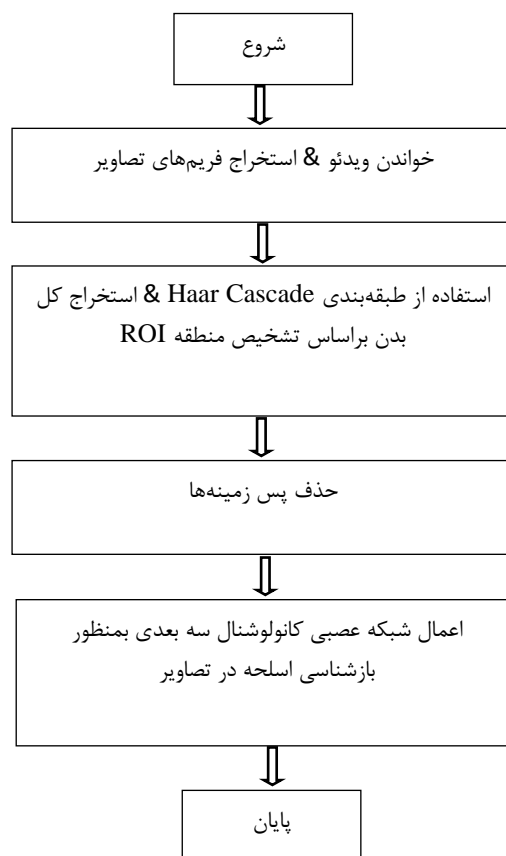 شروع
خواندن ویدئو & استخراج فریم‌های تصاویر
استفاده از طبقه‌بندی Haar Cascade & استخراج کل
بدن براساس تشخیص منطقه ROI
حذف پس زمینه‌ها
اعمال شبکه عصبی کانولوشنال سه بعدی بمنظور
بازشناسی اسلحه در تصاویر
پایان